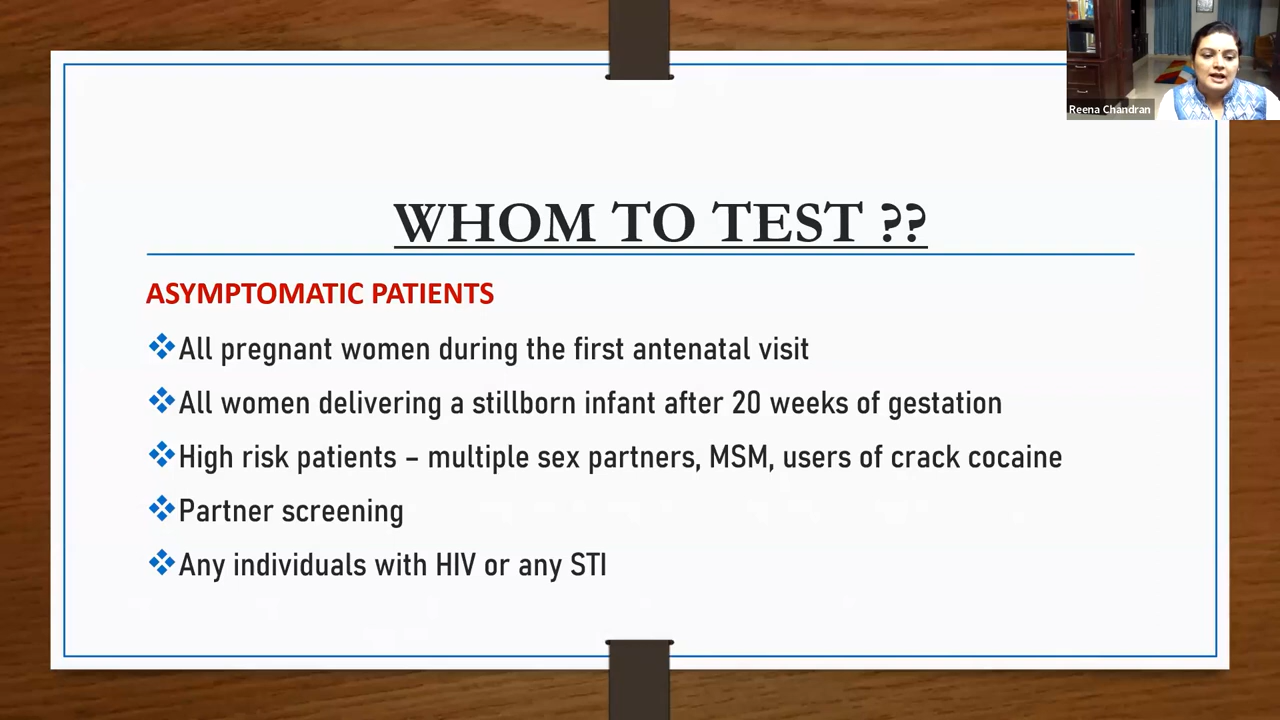 Reena Chandran
WHOM TO TEST ??
ASYMPTOMATIC PATIENTS
All pregnant women during the first antenatal visit
All women delivering a stillborn infant after 20 weeks of gestation
High risk patients – multiple sex partners, MSM, users of crack cocaine
Partner screening
Any individuals with HIV or any STI